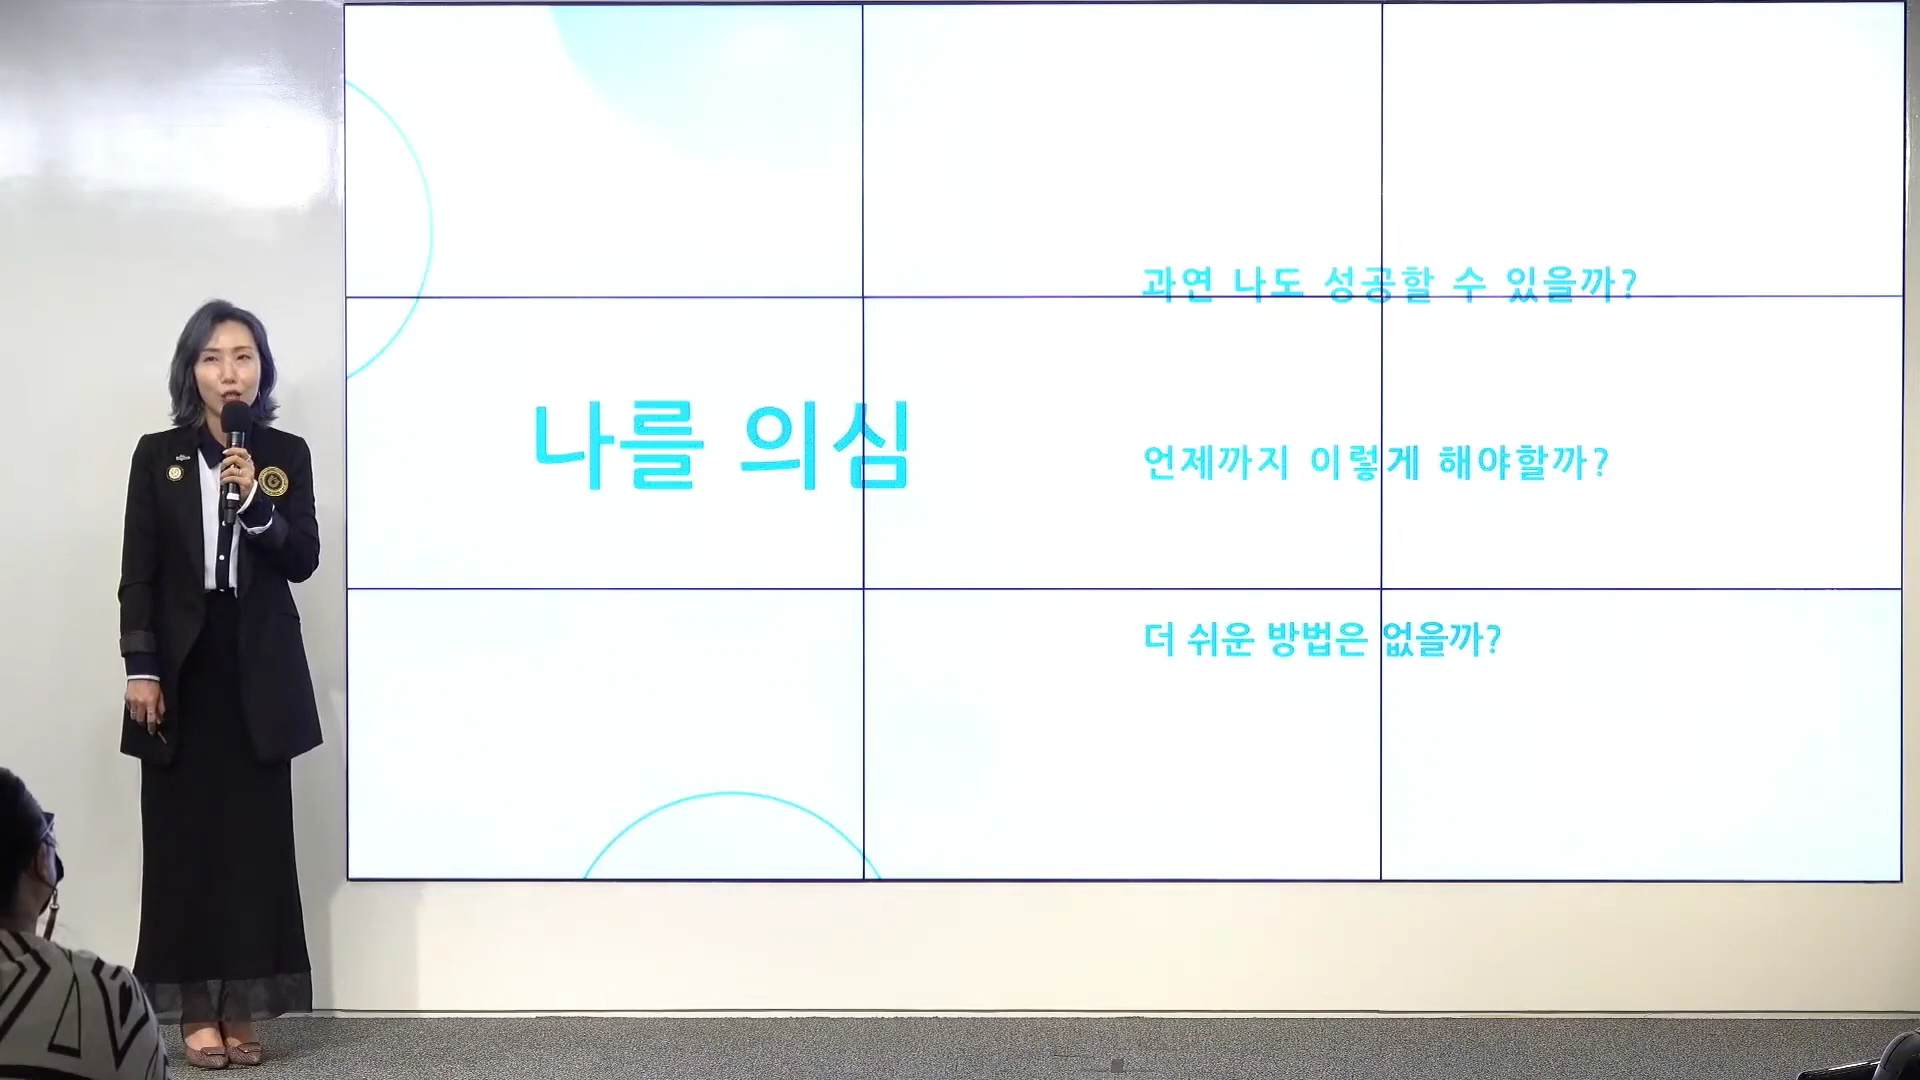 나를 의심
과연 나도 성공할 수 있을까?
언제까지 이렇게 해야할까?
더 쉬운 방법은 없을까?